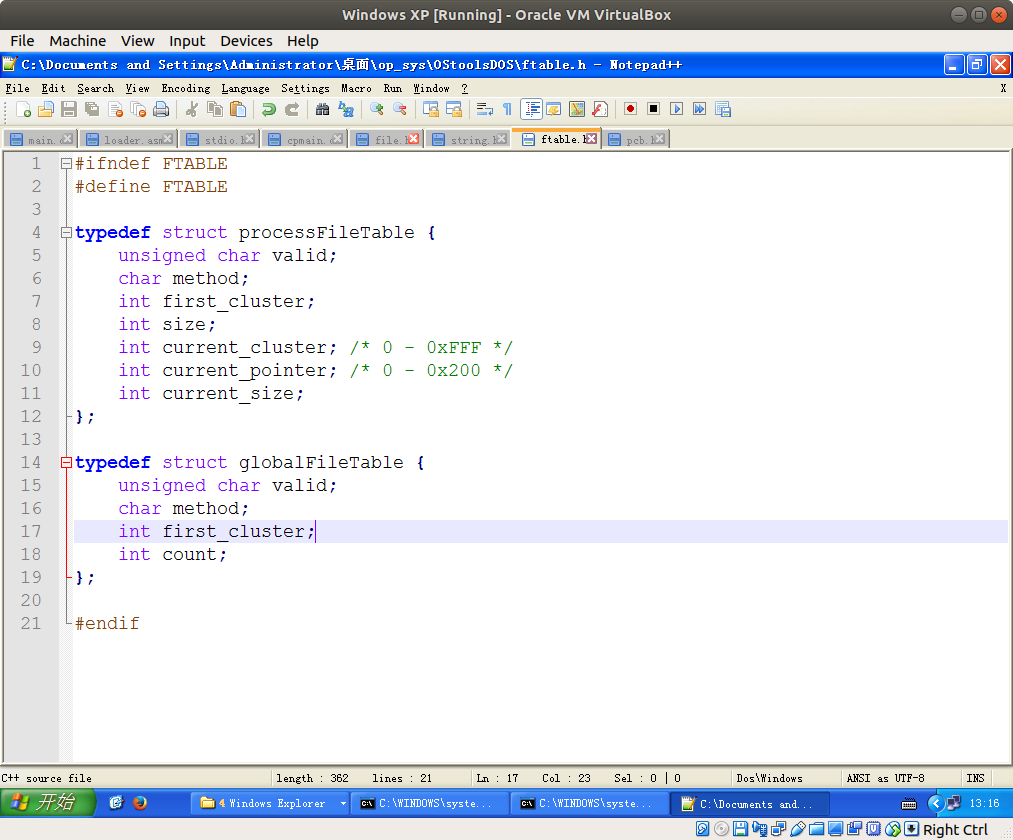 Windows XP [Running] - Oracle VM VirtualBox
File Machine View Input Devices Help
C:\Documents and Settings\Administrator\桌面\op_sys\OStoolsDOS\ftable.h - Notepad++
File Edit Search View Encoding Language Settings Macro Run Window ? X
main. loader.asm stdio.h cpmain. file.h string.h ftable.h pcb.h
1 #ifndef FTABLE
2 #define FTABLE
3
4 typedef struct processFileTable {
5 unsigned char valid;
6 char method;
7 int first_cluster;
8 int size;
9 int current_cluster; /* 0 - 0xFFF */
10 int current_pointer; /* 0 - 0x200 */
11 int current_size;
12 };
13
14 typedef struct globalFileTable {
15 unsigned char valid;
16 char method;
17 int first_cluster;
18 int count;
19 };
20
21 #endif
C++ source file length : 362 lines : 21 Ln : 17 Col : 23 Sel : 0 | 0 Dos\Windows ANSI as UTF-8 INS
开始 4 Windows Explorer C:\WINDOWS\syste... C:\WINDOWS\syste... C:\Documents and... 13:16
Right Ctrl